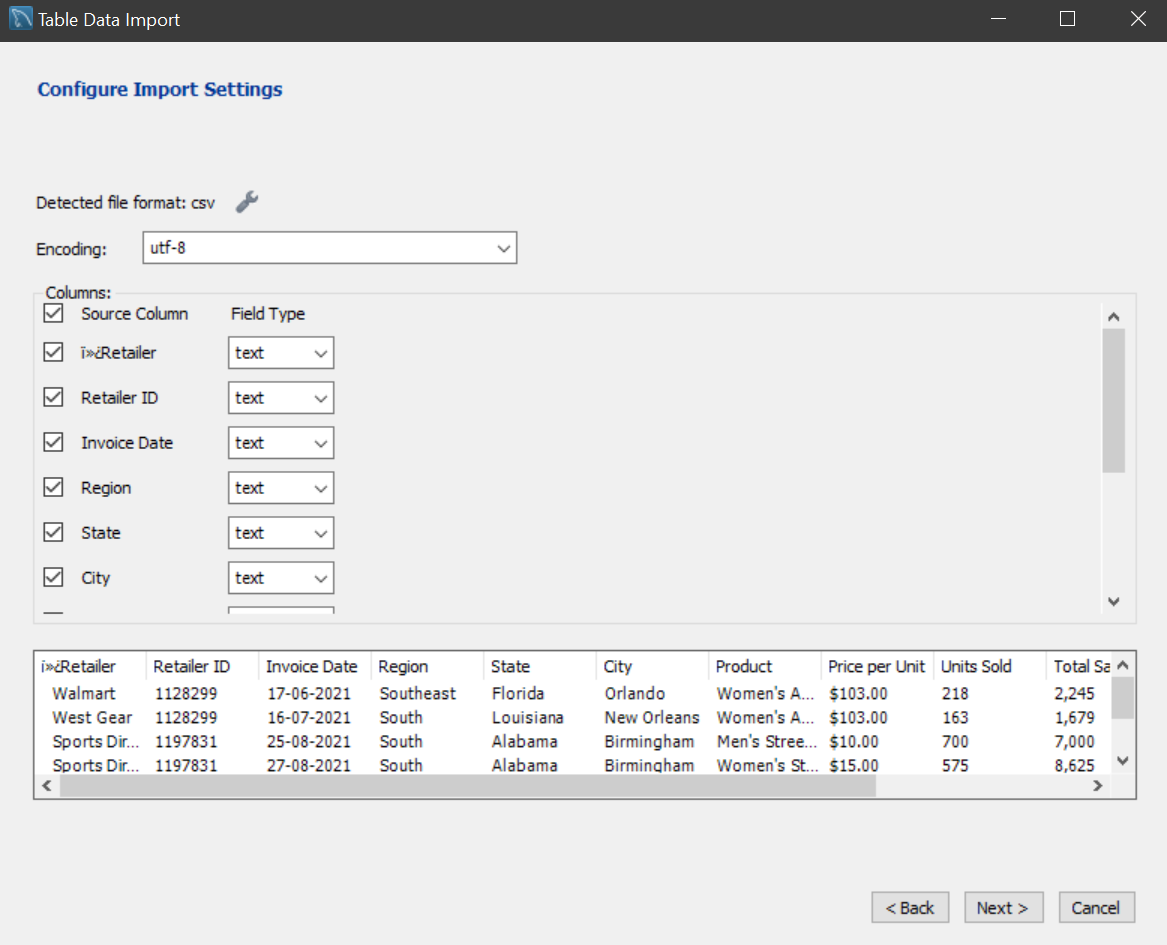 Table Data Import
Configure Import Settings
Detected file format: csv
Encoding: utf-8
Columns:
Source Column Field Type
ï»¿Retailer text
Retailer ID text
Invoice Date text
Region text
State text
City text
ï»¿Retailer Retailer ID Invoice Date Region State City Product Price per Unit Units Sold Total Sa
Walmart 1128299 17-06-2021 Southeast Florida Orlando Women's A... $103.00 218 2,245
West Gear 1128299 16-07-2021 South Louisiana New Orleans Women's A... $103.00 163 1,679
Sports Dir... 1197831 25-08-2021 South Alabama Birmingham Men's Stree... $10.00 700 7,000
Sports Dir... 1197831 27-08-2021 South Alabama Birmingham Women's St... $15.00 575 8,625
< Back Next > Cancel